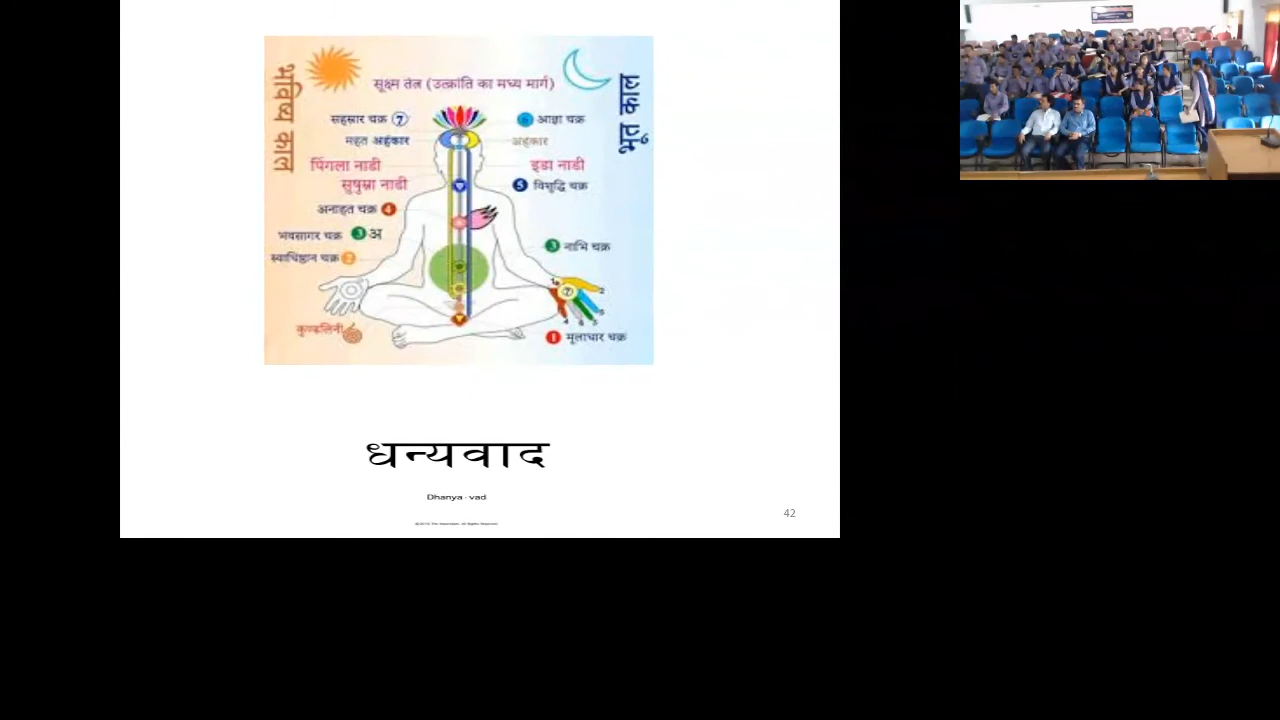 भविष्य काल
भूत काल
सूक्ष्म तंत्र (उत्क्रांति का मध्य मार्ग)
सहस्रार चक्र 7
6 आज्ञा चक्र
महत अहंकार
अहंकार
पिंगला नाडी
इडा नाडी
सुषुम्ना नाडी
5 विशुद्धि चक्र
अनाहत चक्र 4
भवसागर चक्र 3 अ
3 नाभि चक्र
स्वाधिष्ठान चक्र 2
कुण्डलिनी
1 मूलाधार चक्र
धन्यवाद
Dhanya-vad
42